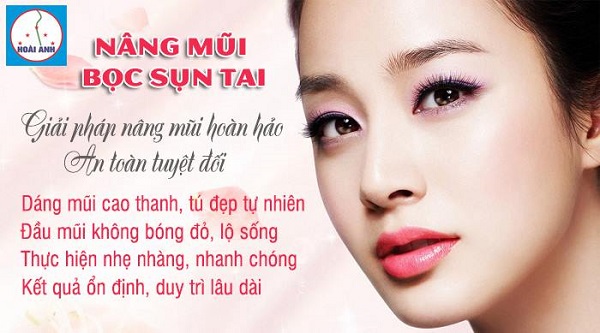 HOÀI ANH
NÂNG MŨI
BỌC SỤN TAI
Giải pháp nâng mũi hoàn hảo
An toàn tuyệt đối
Dáng mũi cao thanh, tú đẹp tự nhiên
Đầu mũi không bóng đỏ, lộ sống
Thực hiện nhẹ nhàng, nhanh chóng
Kết quả ổn định, duy trì lâu dài